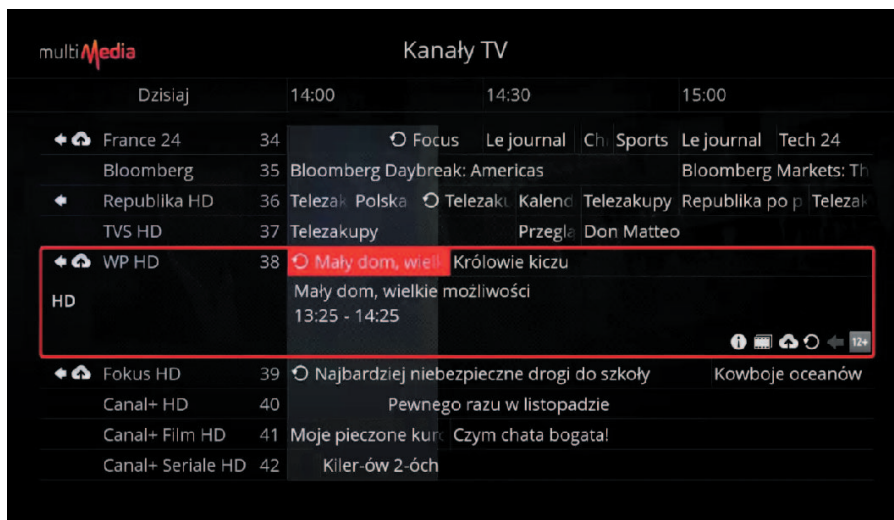 multiMedia Kanały TV
Dzisiaj 14:00 14:30 15:00
France 24 34 Focus Le journal Ch Sports Le journal Tech 24
Bloomberg 35 Bloomberg Daybreak: Americas Bloomberg Markets: Th
Republika HD 36 Telezak Polska Telezaku Kalend Telezakupy Republika po p Telezak
TVS HD 37 Telezakupy Przegla Don Matteo
WP HD 38 Mały dom, wielk Królowie kiczu
HD Mały dom, wielkie możliwości
13:25 - 14:25
12+
Fokus HD 39 Najbardziej niebezpieczne drogi do szkoły Kowboje oceanów
Canal+ HD 40 Pewnego razu w listopadzie
Canal+ Film HD 41 Moje pieczone kurc Czym chata bogata!
Canal+ Seriale HD 42 Kiler-ów 2-óch